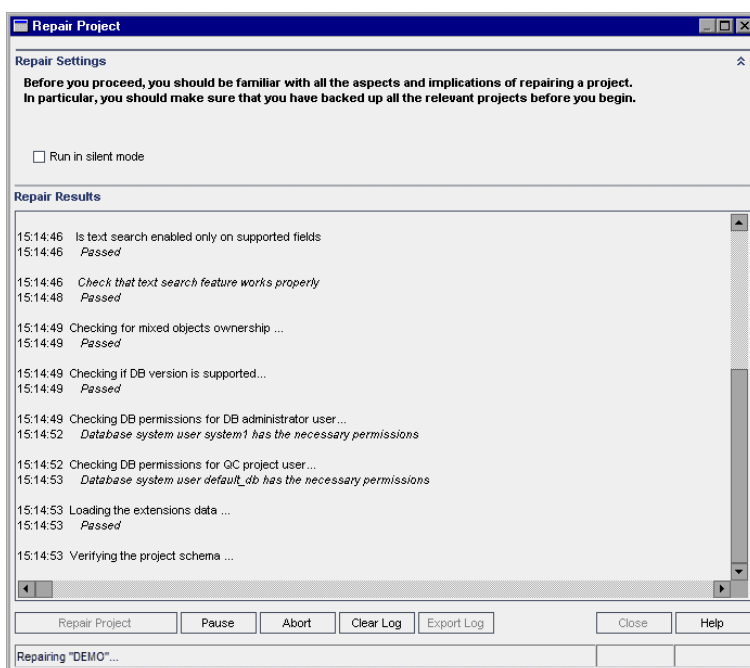 Repair Project
Repair Settings
Before you proceed, you should be familiar with all the aspects and implications of repairing a project.
In particular, you should make sure that you have backed up all the relevant projects before you begin.
Run in silent mode
Repair Results
15:14:46 Is text search enabled only on supported fields
15:14:46 Passed
15:14:46 Check that text search feature works properly
15:14:48 Passed
15:14:49 Checking for mixed objects ownership ...
15:14:49 Passed
15:14:49 Checking if DB version is supported...
15:14:49 Passed
15:14:49 Checking DB permissions for DB administrator user...
15:14:52 Database system user system1 has the necessary permissions
15:14:52 Checking DB permissions for QC project user...
15:14:53 Database system user default_db has the necessary permissions
15:14:53 Loading the extensions data ...
15:14:53 Passed
15:14:53 Verifying the project schema ...
Repair Project Pause Abort Clear Log Export Log Close Help
Repairing "DEMO"...